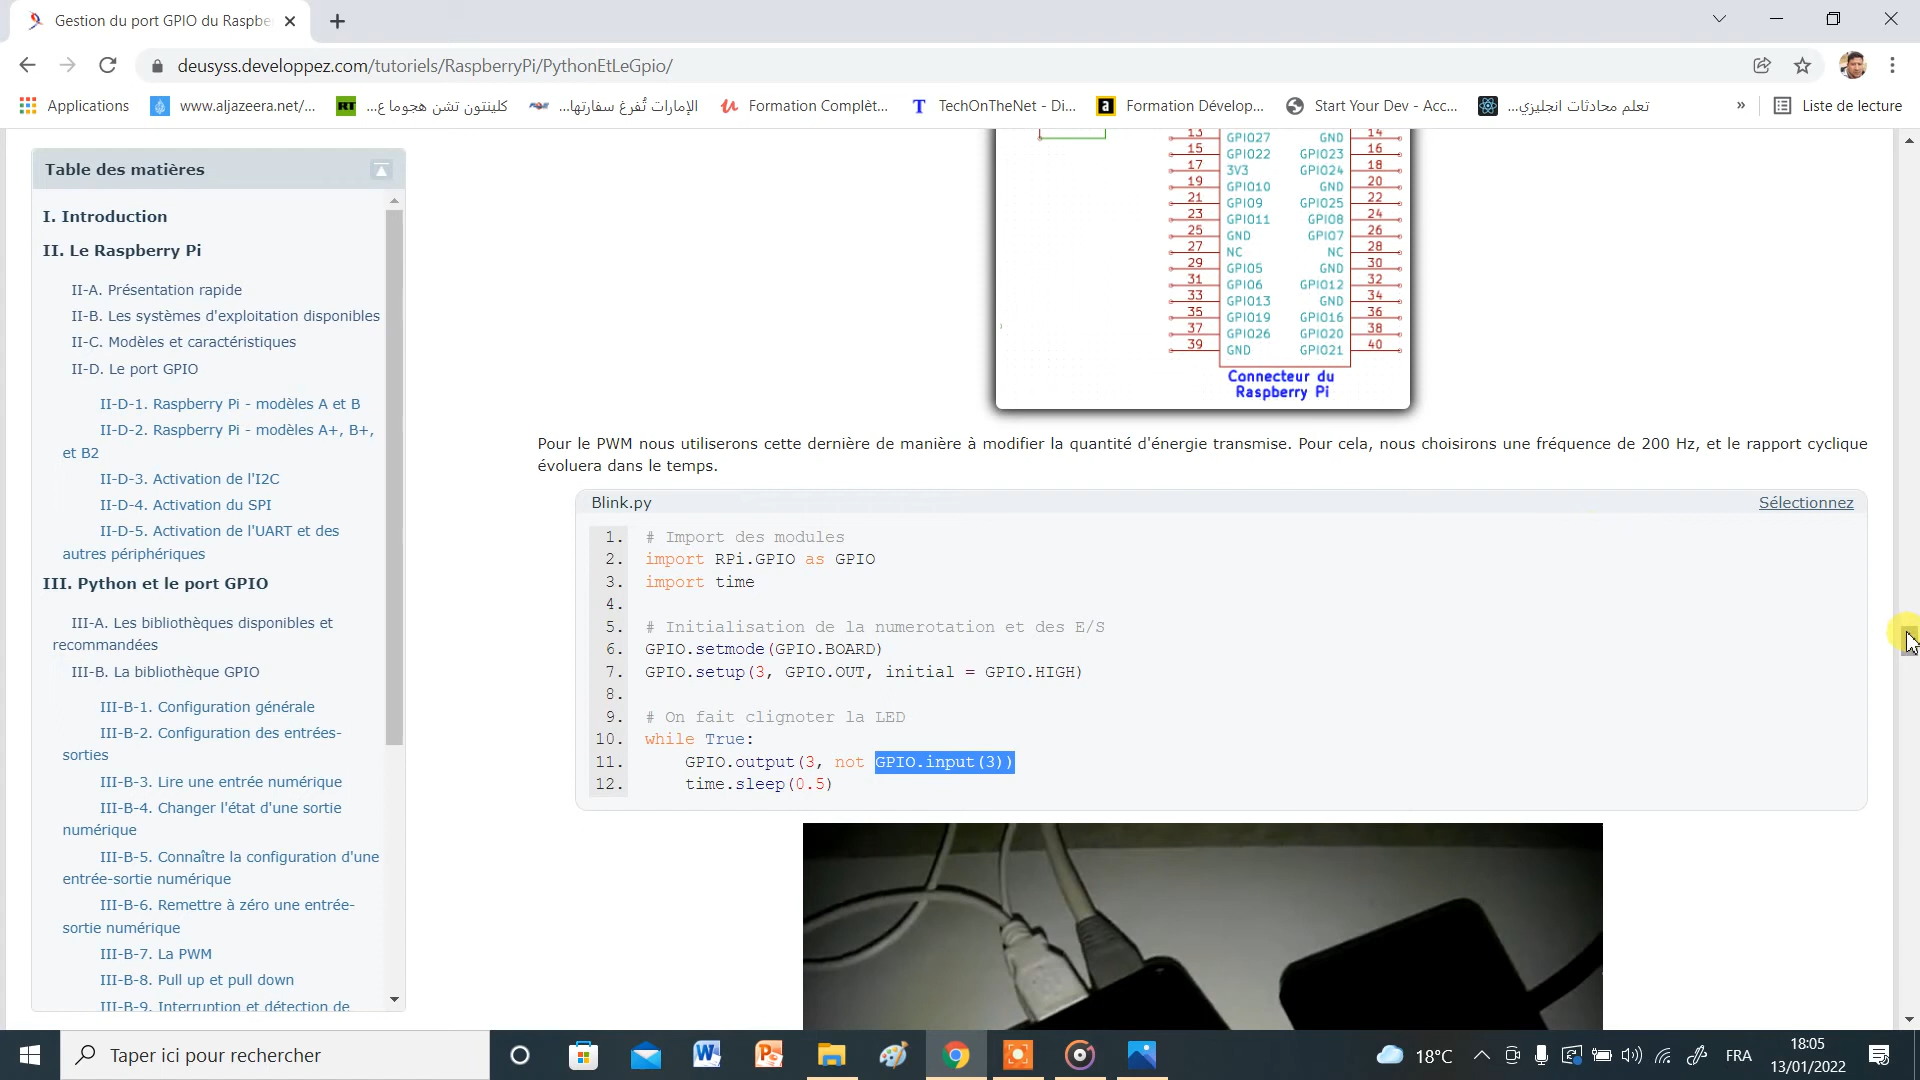 Gestion du port GPIO du Raspbe
deusyss.developpez.com/tutoriels/RaspberryPi/PythonEtLeGpio/
Applications
www.aljazeera.net/...
كلينتون تشن هجوما ع...
الإمارات تُفرغ سفارتها...
Formation Complèt...
TechOnTheNet - Di...
Formation Dévelop...
Start Your Dev - Acc...
تعلم محادثات انجليزي...
»
Liste de lecture
Table des matières
I. Introduction
II. Le Raspberry Pi
II-A. Présentation rapide
II-B. Les systèmes d'exploitation disponibles
II-C. Modèles et caractéristiques
II-D. Le port GPIO
II-D-1. Raspberry Pi - modèles A et B
II-D-2. Raspberry Pi - modèles A+, B+,
et B2
II-D-3. Activation de l'I2C
II-D-4. Activation du SPI
II-D-5. Activation de l'UART et des
autres périphériques
III. Python et le port GPIO
III-A. Les bibliothèques disponibles et
recommandées
III-B. La bibliothèque GPIO
III-B-1. Configuration générale
III-B-2. Configuration des entrées-
sorties
III-B-3. Lire une entrée numérique
III-B-4. Changer l'état d'une sortie
numérique
III-B-5. Connaître la configuration d'une
entrée-sortie numérique
III-B-6. Remettre à zéro une entrée-
sortie numérique
III-B-7. La PWM
III-B-8. Pull up et pull down
III-B-9. Interruption et détection de
13 GPIO27 GND 14
15 GPIO22 GPIO23 16
17 3V3 GPIO24 18
19 GPIO10 GND 20
21 GPIO9 GPIO25 22
23 GPIO11 GPIO8 24
25 GND GPIO7 26
27 NC NC 28
29 GPIO5 GND 30
31 GPIO6 GPIO12 32
33 GPIO13 GND 34
35 GPIO19 GPIO16 36
37 GPIO26 GPIO20 38
39 GND GPIO21 40
Connecteur du
Raspberry Pi
Pour le PWM nous utiliserons cette dernière de manière à modifier la quantité d'énergie transmise. Pour cela, nous choisirons une fréquence de 200 Hz, et le rapport cyclique
évoluera dans le temps.
Blink.py
Sélectionnez
1. # Import des modules
2. import RPi.GPIO as GPIO
3. import time
4.
5. # Initialisation de la numerotation et des E/S
6. GPIO.setmode(GPIO.BOARD)
7. GPIO.setup(3, GPIO.OUT, initial = GPIO.HIGH)
8.
9. # On fait clignoter la LED
10. while True:
11. GPIO.output(3, not GPIO.input(3))
12. time.sleep(0.5)
Taper ici pour rechercher
18°C
FRA
18:05
13/01/2022